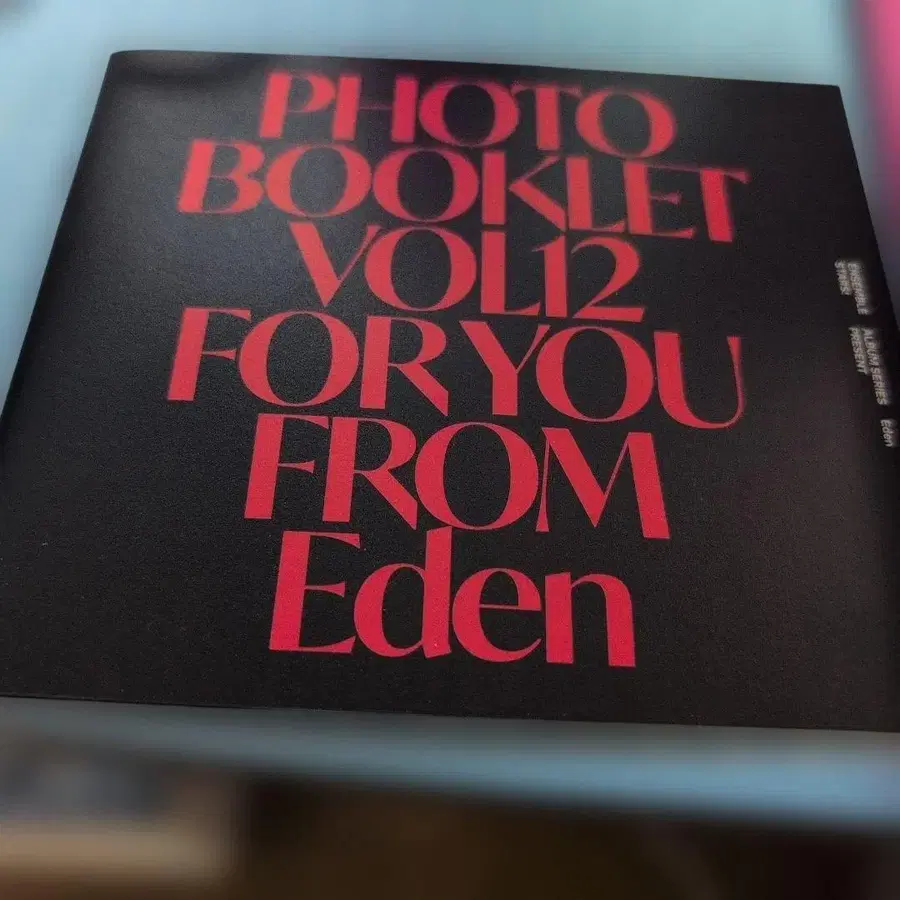 PHOTO
BOOKLET
VOL12
FOR YOU
FROM
Eden
ENSEMBLE
STARS!
ALBUM SERIES
PRESENT
Eden